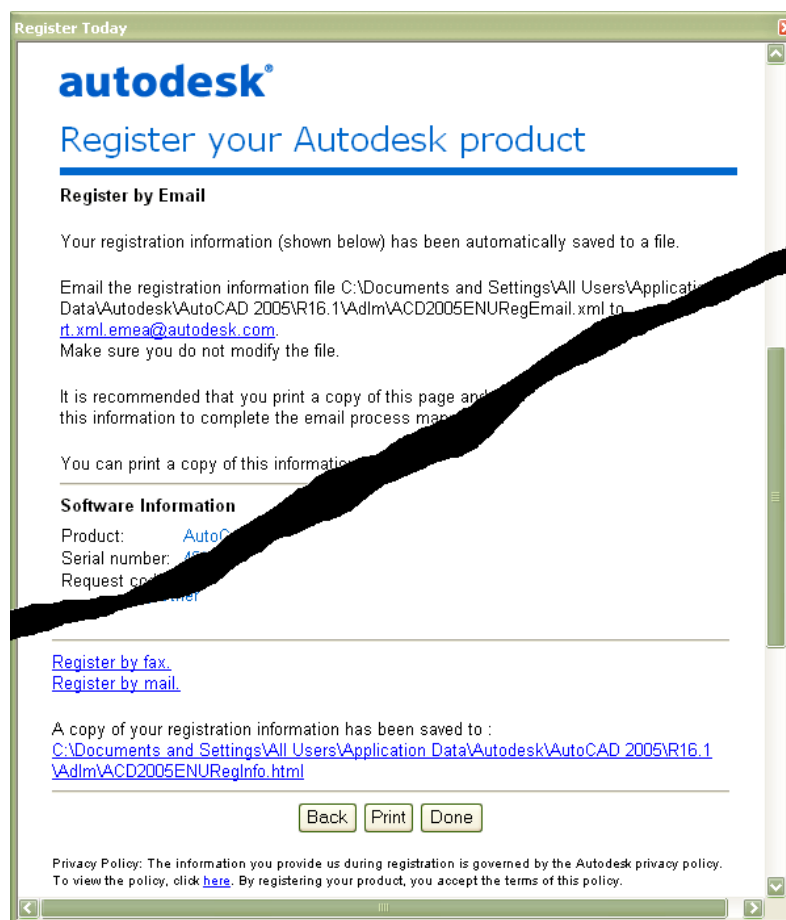 Register Today
autodesk®
Register your Autodesk product
Register by Email
Your registration information (shown below) has been automatically saved to a file.
Email the registration information file C:\Documents and Settings\All Users\Application
Data\Autodesk\AutoCAD 2005\R16.1\Adlm\ACD2005ENURegEmail.xml to
rt.xml.emea@autodesk.com.
Make sure you do not modify the file.
It is recommended that you print a copy of this page and
this information to complete the email process
You can print a copy of this information
Software Information
Product:
Serial number:
Request
Register by fax.
Register by mail.
A copy of your registration information has been saved to :
C:\Documents and Settings\All Users\Application Data\Autodesk\AutoCAD 2005\R16.1
\Adlm\ACD2005ENURegInfo.html
Back Print Done
Privacy Policy: The information you provide us during registration is governed by the Autodesk privacy policy.
To view the policy, click here. By registering your product, you accept the terms of this policy.